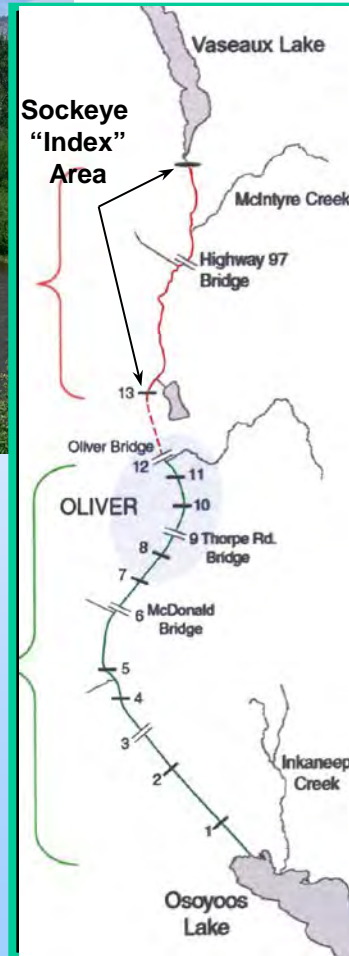 Vaseaux Lake
Sockeye
“Index”
Area
McIntyre Creek
Highway 97
Bridge
13
Oliver Bridge
12
11
OLIVER
10
9 Thorpe Rd.
Bridge
8
7
6 McDonald
Bridge
5
4
3
Inkaneep
Creek
2
1
Osoyoos
Lake